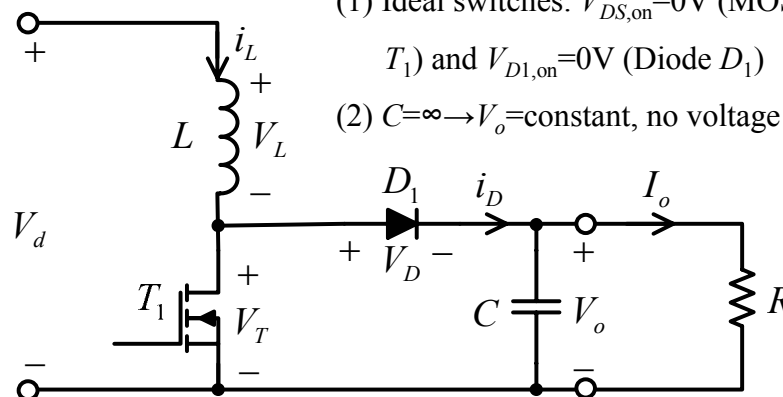 (1) Ideal switches: V_DS,on=0V (MOS
T_1) and V_D1,on=0V (Diode D_1)
(2) C=∞→V_o=constant, no voltage
+
i_L
+
L V_L
−
D_1 i_D I_o
V_d
+ V_D −
+
+
T_1 V_T
C V_o
R
−
−
−